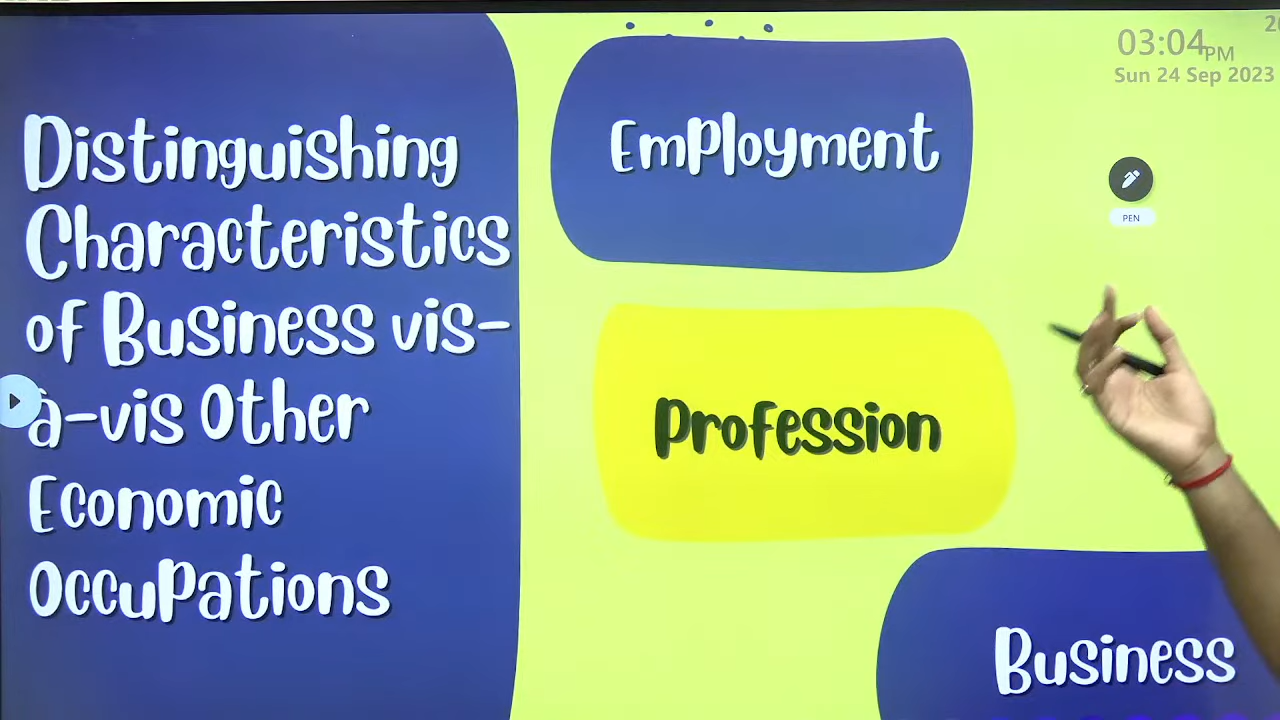 Distinguishing
Characteristics
of Business vis-
à-vis Other
Economic
Occupations
Employment
Profession
Business
03:04PM
Sun 24 Sep 2023
PEN